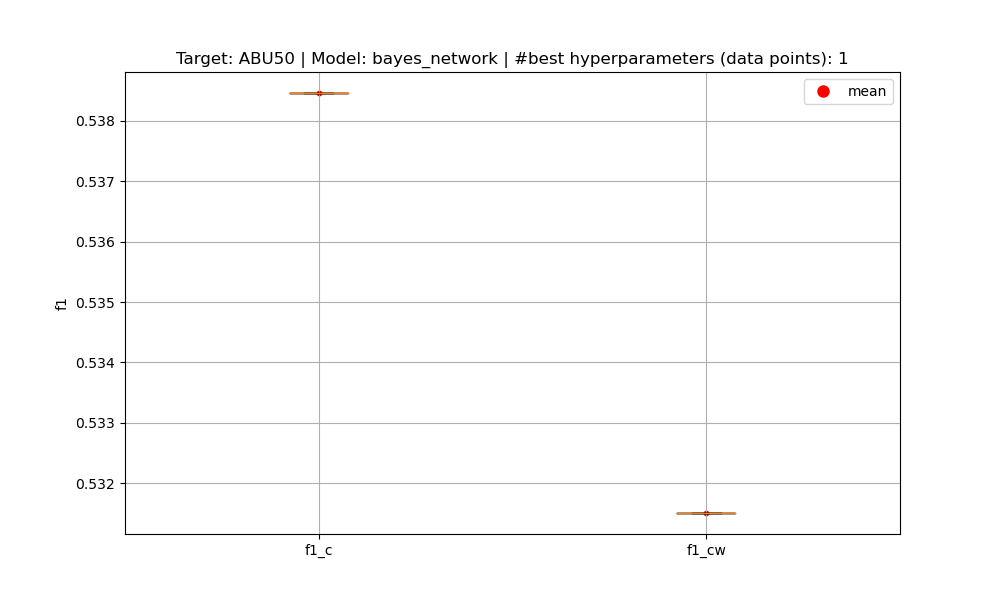 Target: ABU50 | Model: bayes_network | #best hyperparameters (data points): 1
mean
0.538
0.537
0.536
0.535
0.534
0.533
0.532
f1
f1_c
f1_cw